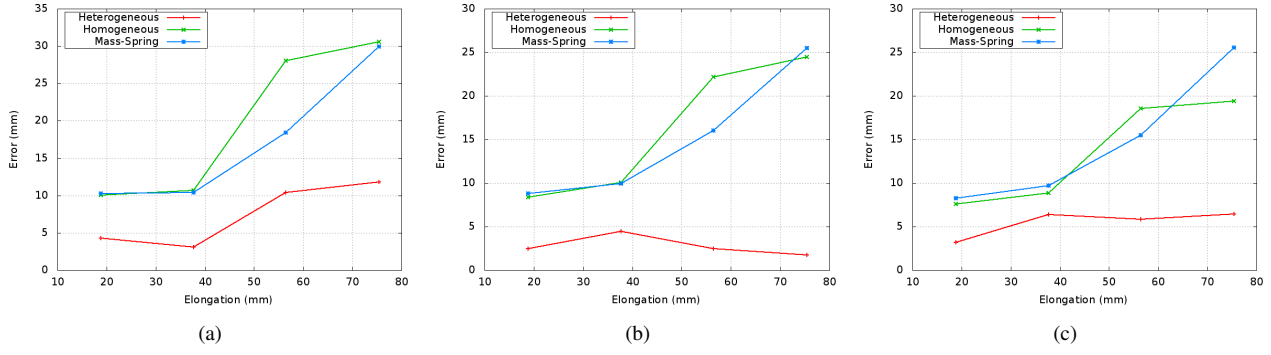 35
30
25
20
15
10
5
0
Error (mm)
Heterogeneous
Homogeneous
Mass-Spring
10 20 30 40 50 60 70 80
Elongation (mm)
(a)
30
25
20
15
10
5
0
Error (mm)
Heterogeneous
Homogeneous
Mass-Spring
10 20 30 40 50 60 70 80
Elongation (mm)
(b)
30
25
20
15
10
5
0
Error (mm)
Heterogeneous
Homogeneous
Mass-Spring
10 20 30 40 50 60 70 80
Elongation (mm)
(c)